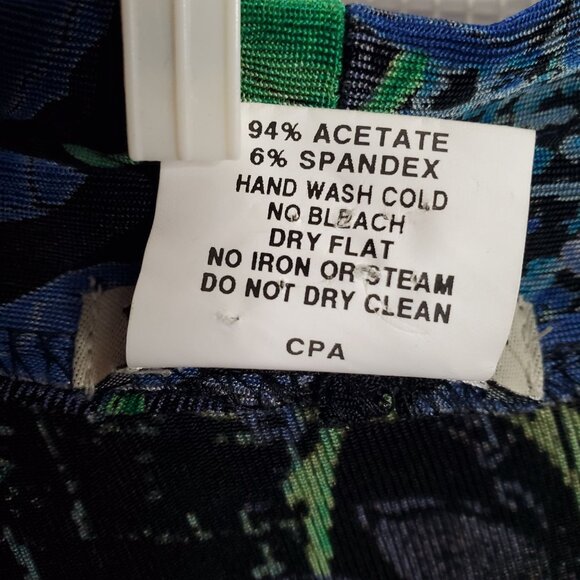 94% ACETATE
6% SPANDEX
HAND WASH COLD
NO BLEACH
DRY FLAT
NO IRON OR STEAM
DO NOT DRY CLEAN
CPA